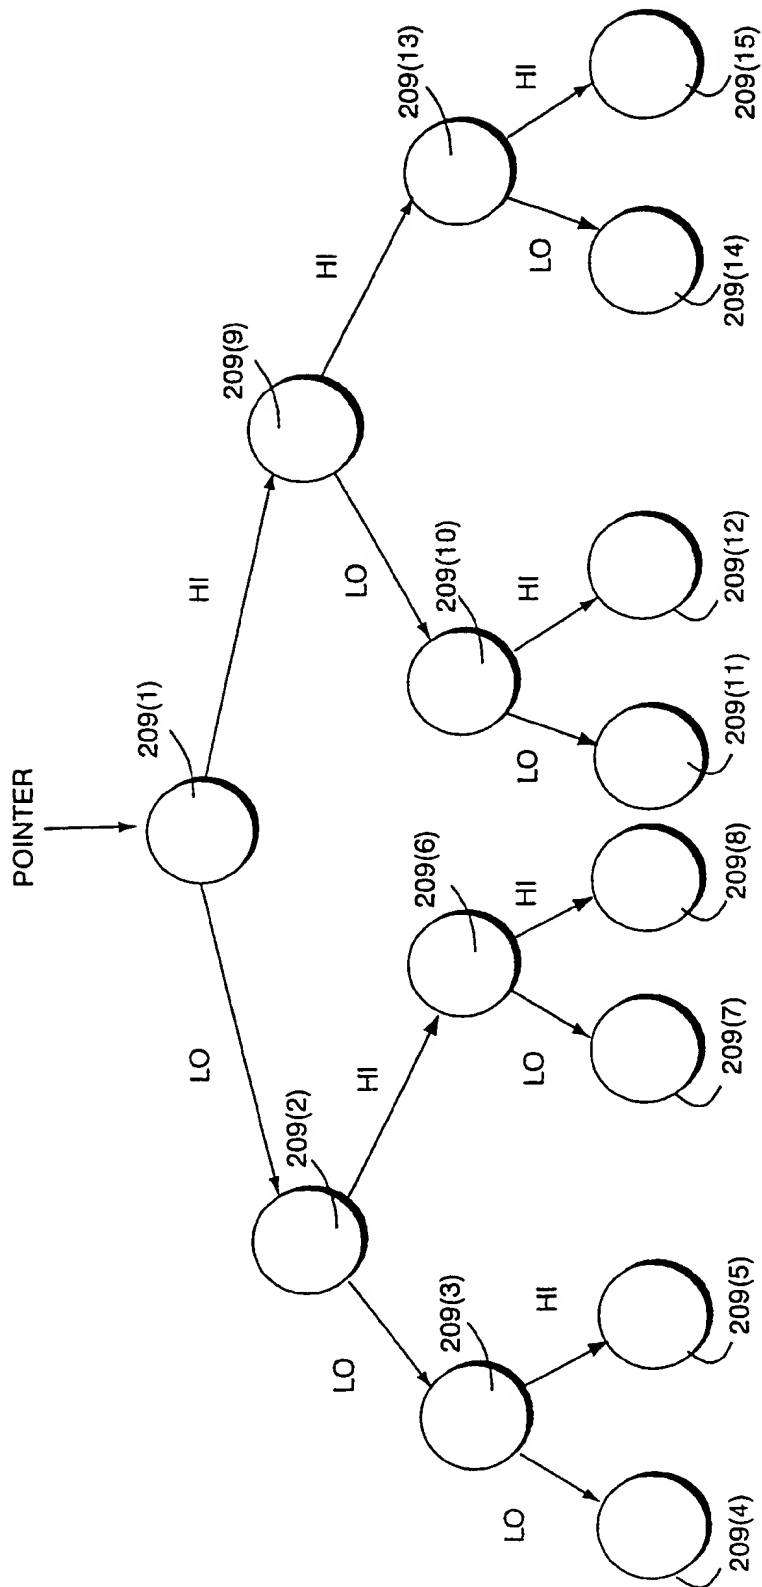 POINTER
209(1)
LO
HI
209(2)
209(9)
LO
HI
LO
HI
209(3)
209(6)
209(10)
209(13)
LO
HI
LO
HI
LO
HI
LO
HI
209(4)
209(5)
209(7)
209(8)
209(11)
209(12)
209(14)
209(15)